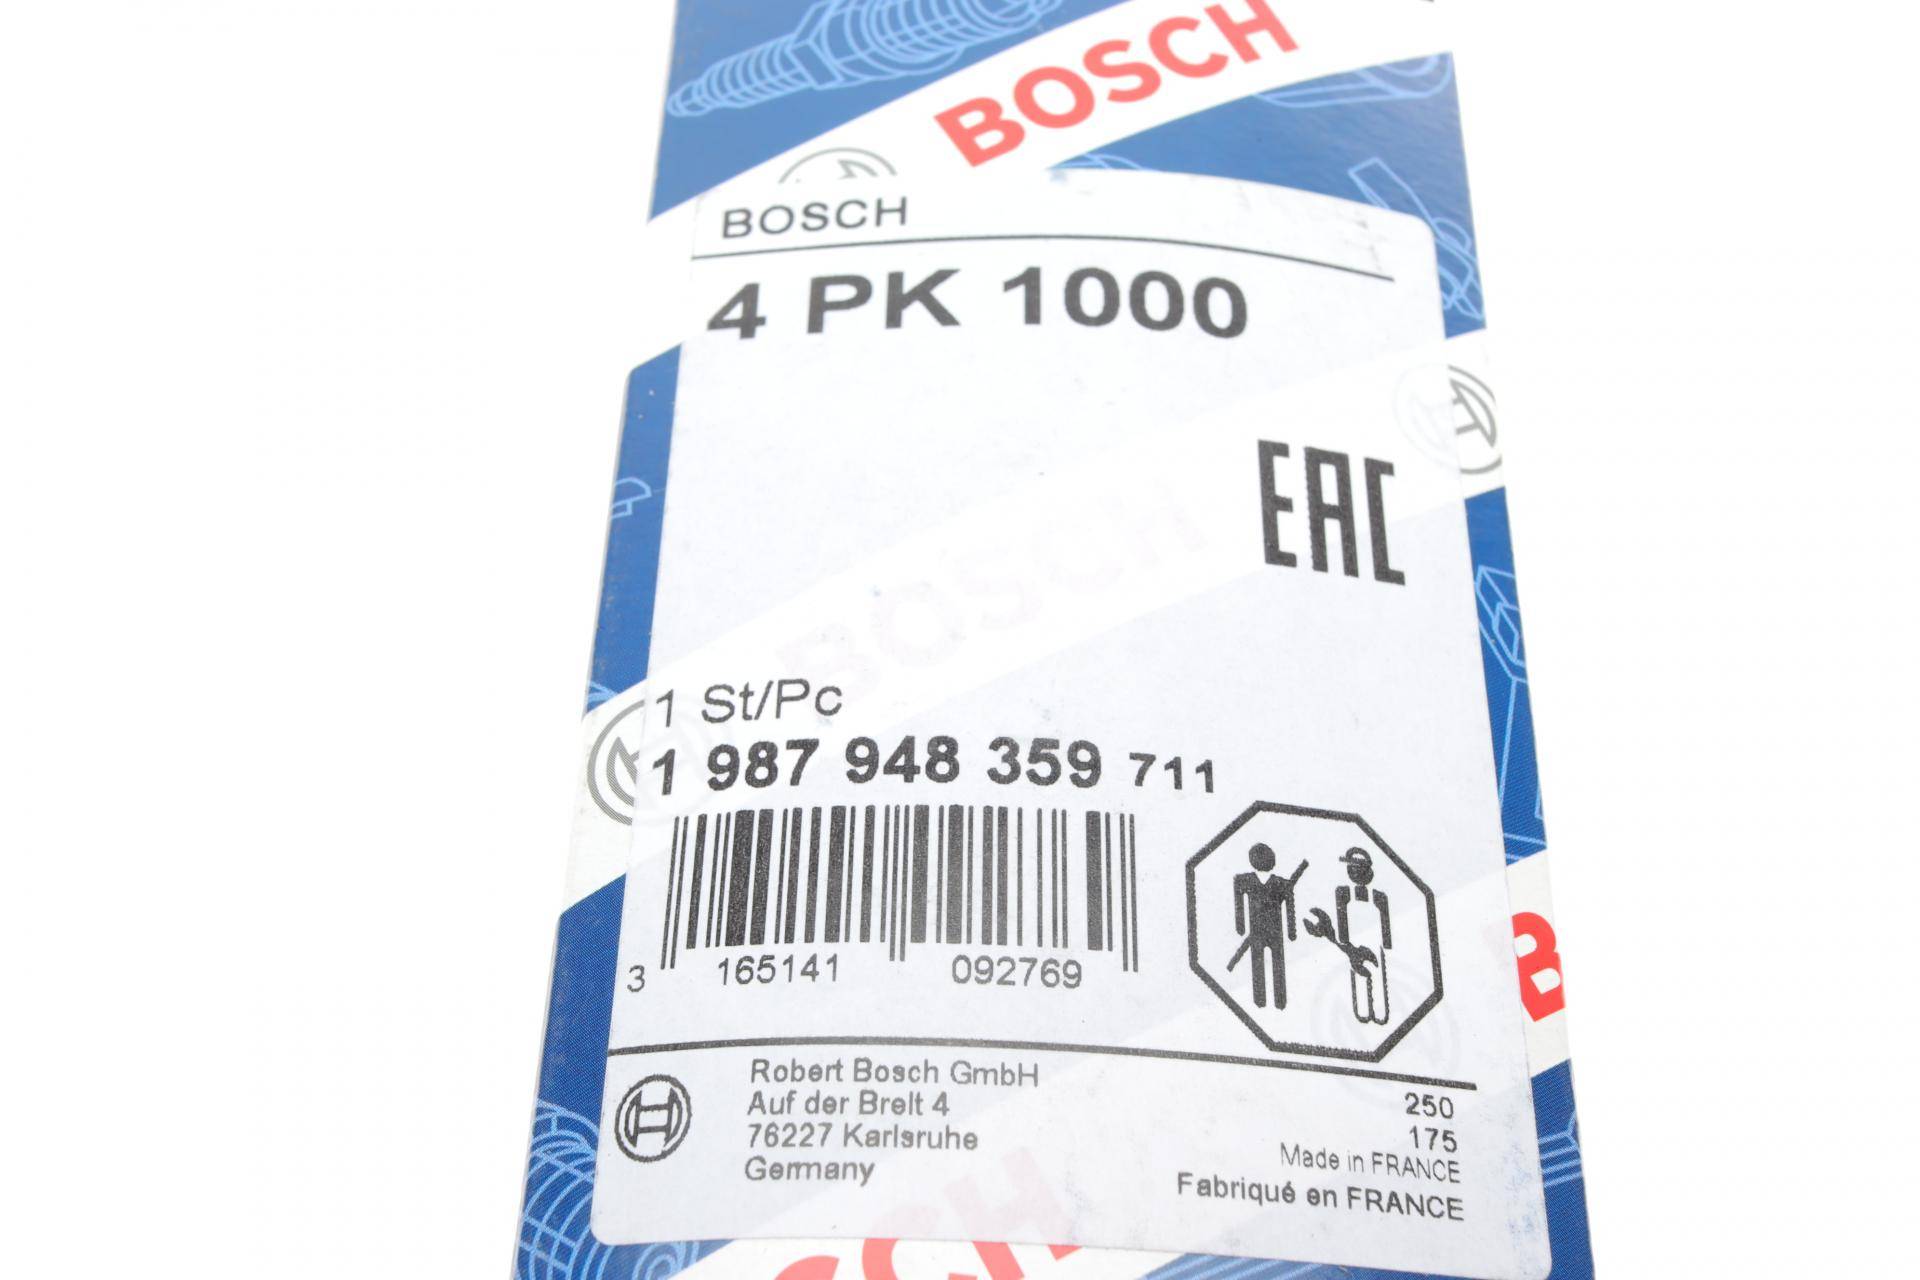 BOSCH
BOSCH
4 PK 1000
EAC
BOSCH
1 St/Pc
1 987 948 359 711
3 165141 092769
B
Robert Bosch GmbH
Auf der Breit 4
76227 Karlsruhe
Germany
250
175
Made in FRANCE
Fabriqué en FRANCE
SCH